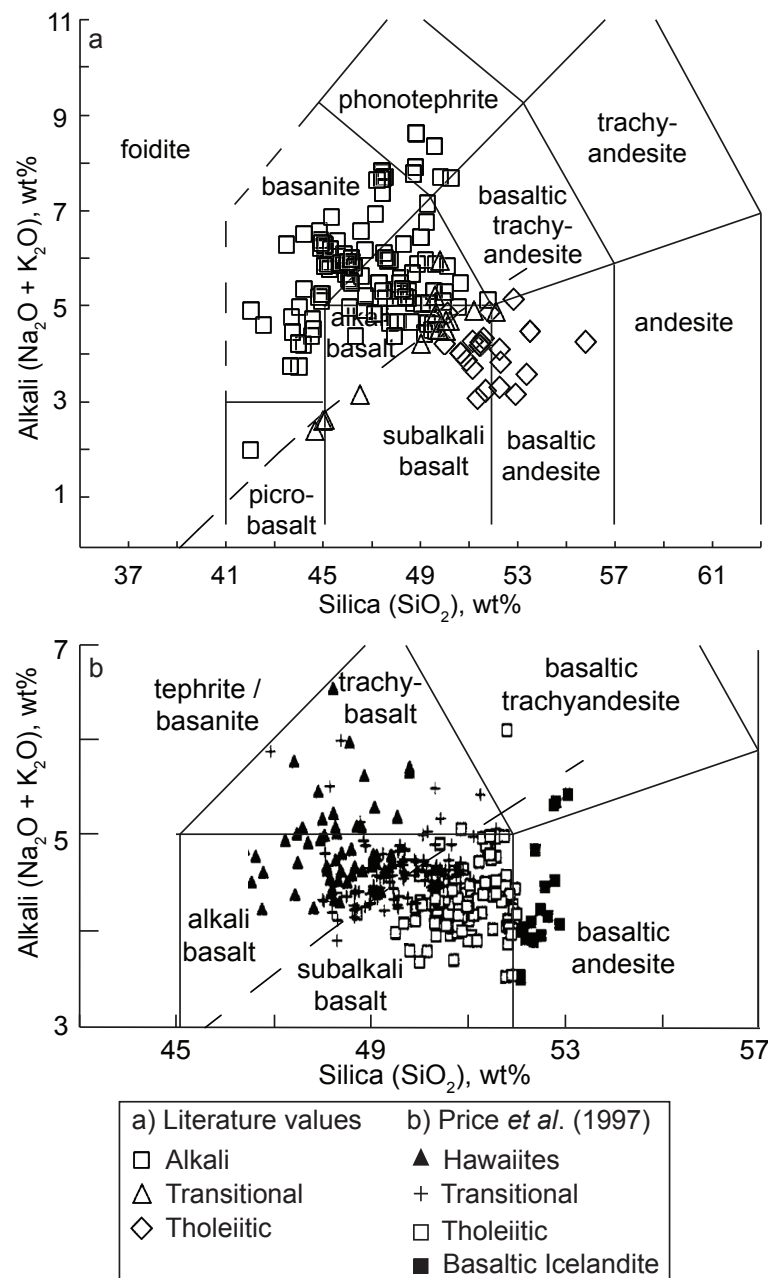 a
11
9
7
5
3
1
Alkali (Na₂O + K₂O), wt%
foidite
phonotephrite
basanite
trachy-
andesite
basaltic
trachy-
andesite
andesite
alkali
basalt
subalkali
basalt
basaltic
andesite
picro-
basalt
37 41 45 49 53 57 61
Silica (SiO₂), wt%
b
7
5
3
Alkali (Na₂O + K₂O), wt%
tephrite /
basanite
trachy-
basalt
basaltic
trachyandesite
alkali
basalt
subalkali
basalt
basaltic
andesite
45 49 53 57
Silica (SiO₂), wt%
a) Literature values
Alkali
Transitional
Tholeiitic
b) Price et al. (1997)
Hawaiites
Transitional
Tholeiitic
Basaltic Icelandite